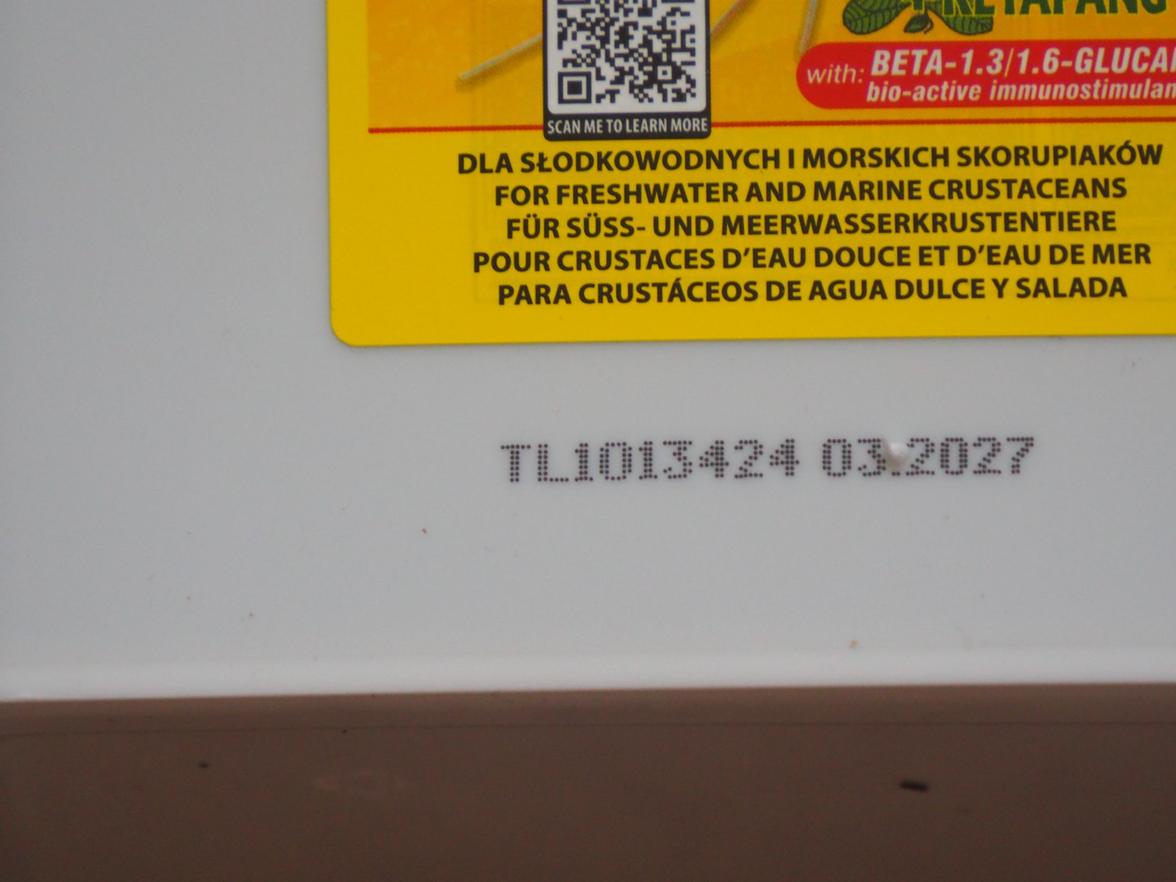 with: BETA-1.3/1.6-GLUCA
bio-active immunostimulan
SCAN ME TO LEARN MORE
DLA SŁODKOWODNYCH I MORSKICH SKORUPIAKÓW
FOR FRESHWATER AND MARINE CRUSTACEANS
FÜR SÜSS- UND MEERWASSERKRUSTENTIERE
POUR CRUSTACES D'EAU DOUCE ET D'EAU DE MER
PARA CRUSTÁCEOS DE AGUA DULCE Y SALADA
TL1013424 03.2027